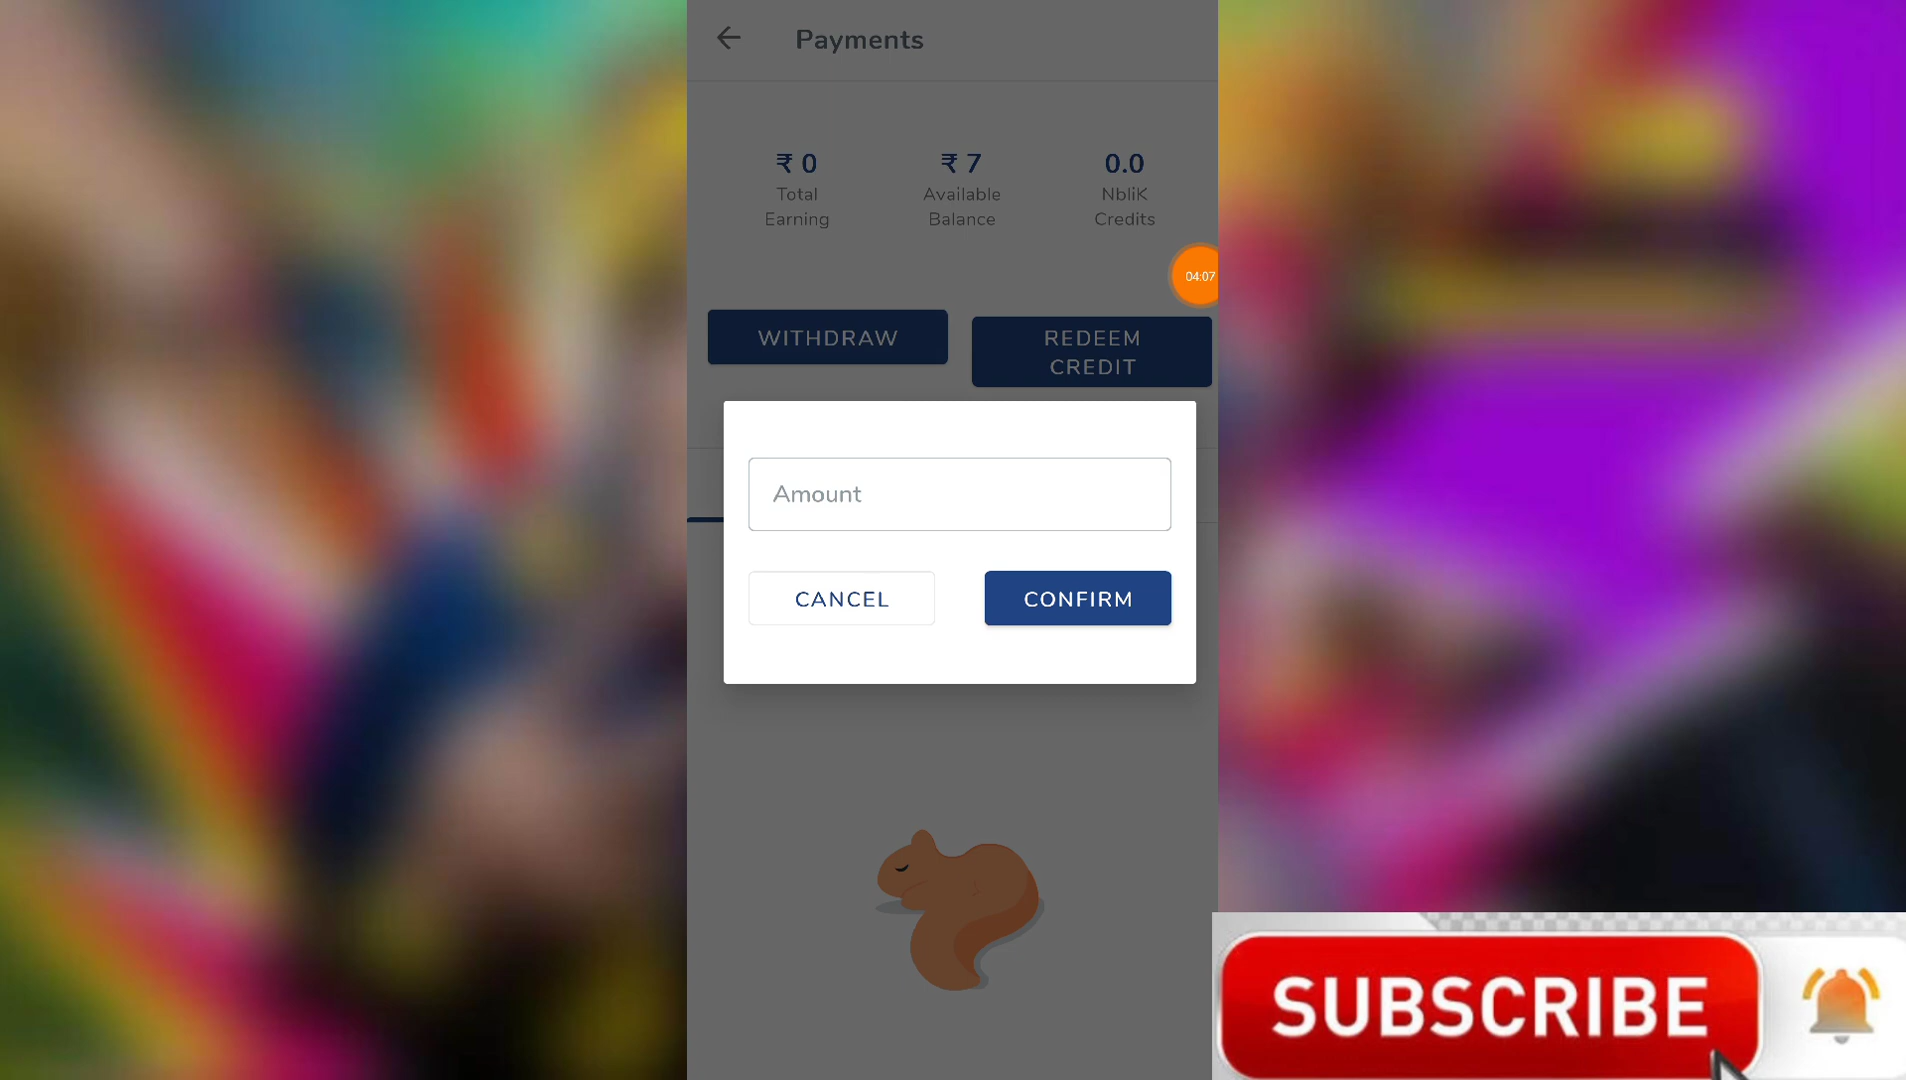 Payments
₹ 0
Total
Earning
₹ 7
Available
Balance
0.0
NbliK
Credits
04:07
WITHDRAW
REDEEM
CREDIT
Amount
CANCEL
CONFIRM
SUBSCRIBE